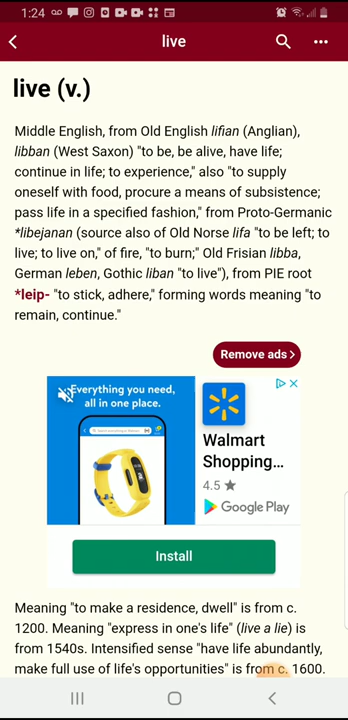 1:24
live
live (v.)
Middle English, from Old English lifian (Anglian),
libban (West Saxon) "to be, be alive, have life;
continue in life; to experience," also "to supply
oneself with food, procure a means of subsistence;
pass life in a specified fashion," from Proto-Germanic
*libejanan (source also of Old Norse lifa "to be left; to
live; to live on," of fire, "to burn;" Old Frisian libba,
German leben, Gothic liban "to live"), from PIE root
*leip- "to stick, adhere," forming words meaning "to
remain, continue."
Remove ads
Everything you need,
all in one place.
Walmart
Shopping...
4.5
Google Play
Install
Meaning "to make a residence, dwell" is from c.
1200. Meaning "express in one's life" (live a lie) is
from 1540s. Intensified sense "have life abundantly,
make full use of life's opportunities" is from c. 1600.